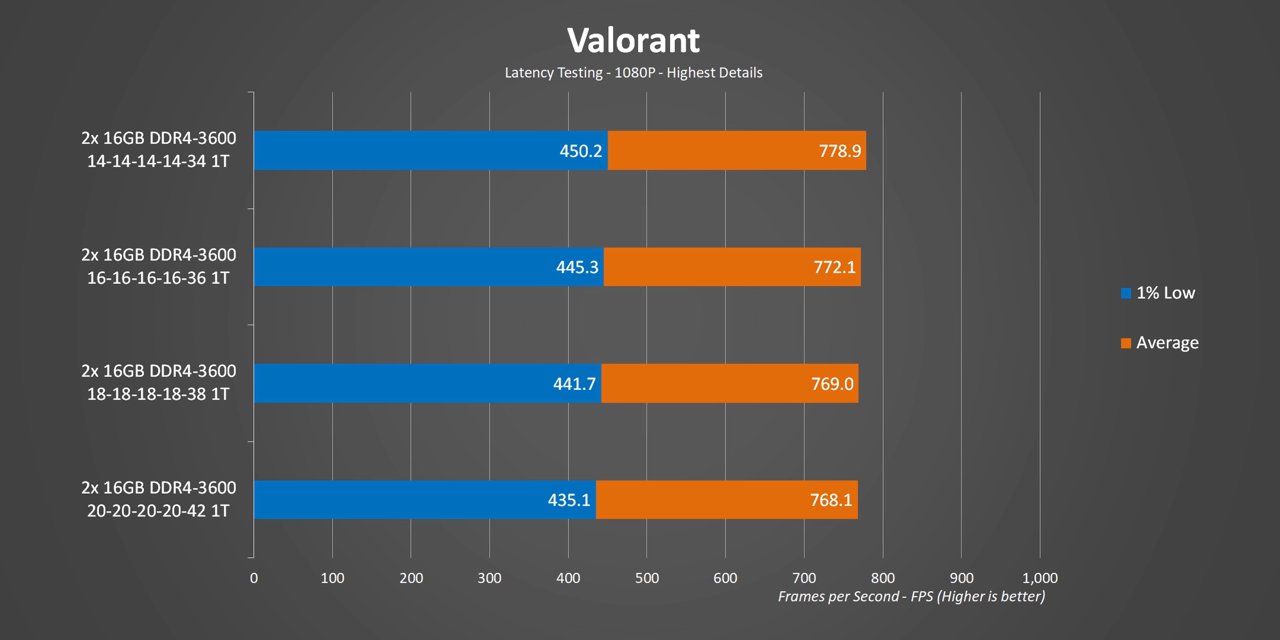 Valorant
Latency Testing - 1080P - Highest Details
2x 16GB DDR4-3600
14-14-14-14-34 1T
450.2
778.9
2x 16GB DDR4-3600
16-16-16-16-36 1T
445.3
772.1
2x 16GB DDR4-3600
18-18-18-18-38 1T
441.7
769.0
2x 16GB DDR4-3600
20-20-20-20-42 1T
435.1
768.1
1% Low
Average
0 100 200 300 400 500 600 700 800 900 1,000
Frames per Second - FPS (Higher is better)